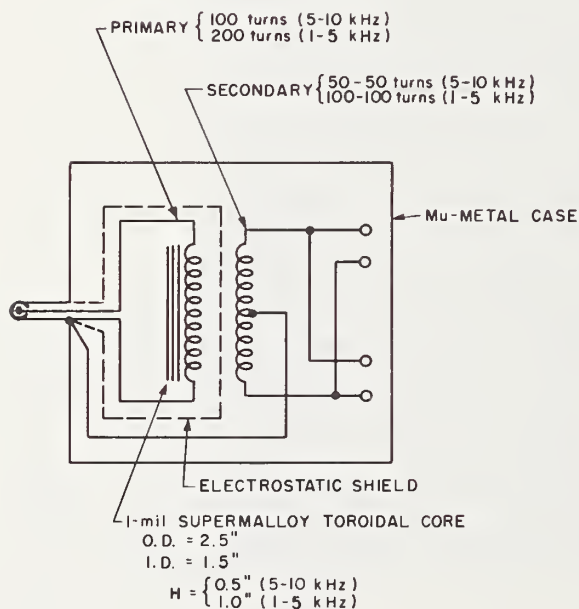 PRIMARY { 100 turns (5-10 kHz)
200 turns (1-5 kHz)
SECONDARY { 50-50 turns (5-10 kHz)
100-100 turns (1-5 kHz)
Mu-METAL CASE
ELECTROSTATIC SHIELD
1-mil SUPERMALLOY TOROIDAL CORE
O.D. = 2.5"
I.D. = 1.5"
H = { 0.5" (5-10 kHz)
1.0" (1-5 kHz)